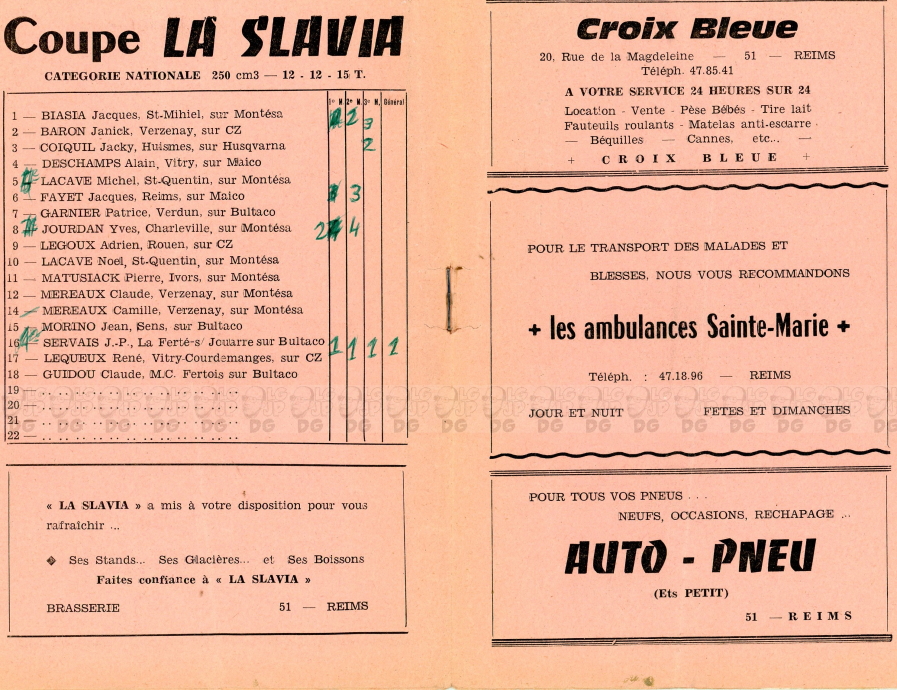 Coupe LA SLAVIA
CATEGORIE NATIONALE 250 cm3 — 12 - 12 - 15 T.
1º M. 2º M. 3º M. Général
1 — BIASIA Jacques, St-Mihiel, sur Montésa 2
2 — BARON Janick, Verzenay, sur CZ 3
3 — COIQUIL Jacky, Huismes, sur Husqvarna 2
4 — DESCHAMPS Alain, Vitry, sur Maico
5 — LACAVE Michel, St-Quentin, sur Montésa
6 — FAYET Jacques, Reims, sur Maico 3
7 — GARNIER Patrice, Verdun, sur Bultaco
8 — JOURDAN Yves, Charleville, sur Montésa 2 4
9 — LEGOUX Adrien, Rouen, sur CZ
10 — LACAVE Noël, St-Quentin, sur Montésa
11 — MATUSIACK Pierre, Ivors, sur Montésa
12 — MEREAUX Claude, Verzenay, sur Montésa
14 — MEREAUX Camille, Verzenay, sur Montésa
15 — MORINO Jean, Sens, sur Bultaco
16 — SERVAIS J.-P., La Ferté-s/ Jouarre sur Bultaco 1 1 1 1
17 — LEQUEUX René, Vitry-Courdemanges, sur CZ
18 — GUIDOU Claude, M.C. Fertois sur Bultaco
19 — . . . . . . . . . . . . . . . . . .
20 — . . . . . . . . . . . . . . . . . .
21 — . . . . . . . . . . . . . . . . . .
22 — . . . . . . . . . . . . . . . . . .
« LA SLAVIA » a mis à votre disposition pour vous
rafraîchir ...
❖ Ses Stands... Ses Glacières... et Ses Boissons
Faites confiance à « LA SLAVIA »
BRASSERIE 51 — REIMS
Croix Bleue
20, Rue de la Magdeleine — 51 — REIMS
Téléph. 47.85.41
A VOTRE SERVICE 24 HEURES SUR 24
Location - Vente - Pèse Bébés - Tire lait
Fauteuils roulants - Matelas anti-escarre
— Béquilles — Cannes, etc... —
+ CROIX BLEUE +
POUR LE TRANSPORT DES MALADES ET
BLESSES, NOUS VOUS RECOMMANDONS
+ les ambulances Sainte-Marie +
Téléph. : 47.18.96 — REIMS
JOUR ET NUIT FETES ET DIMANCHES
POUR TOUS VOS PNEUS . . .
NEUFS, OCCASIONS, RECHAPAGE ...
AUTO - PNEU
(Ets PETIT)
51 — REIMS